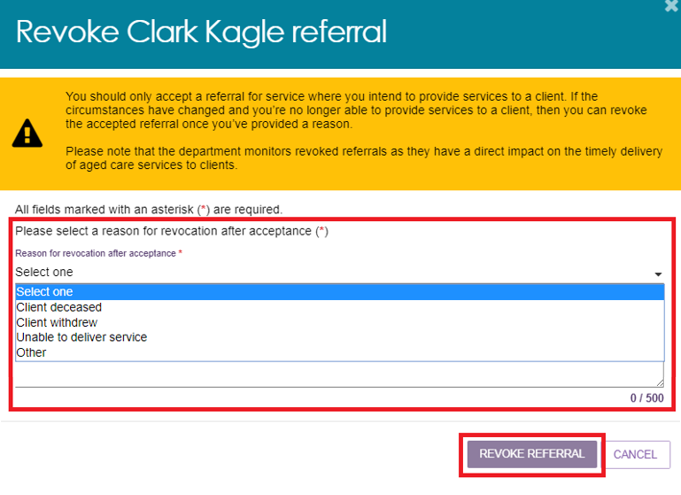 Revoke Clark Kagle referral
You should only accept a referral for service where you intend to provide services to a client. If the
circumstances have changed and you're no longer able to provide services to a client, then you can revoke
the accepted referral once you've provided a reason.
Please note that the department monitors revoked referrals as they have a direct impact on the timely delivery
of aged care services to clients.
All fields marked with an asterisk (*) are required.
Please select a reason for revocation after acceptance (*)
Reason for revocation after acceptance *
Select one
Select one
Client deceased
Client withdrew
Unable to deliver service
Other
0 / 500
REVOKE REFERRAL CANCEL